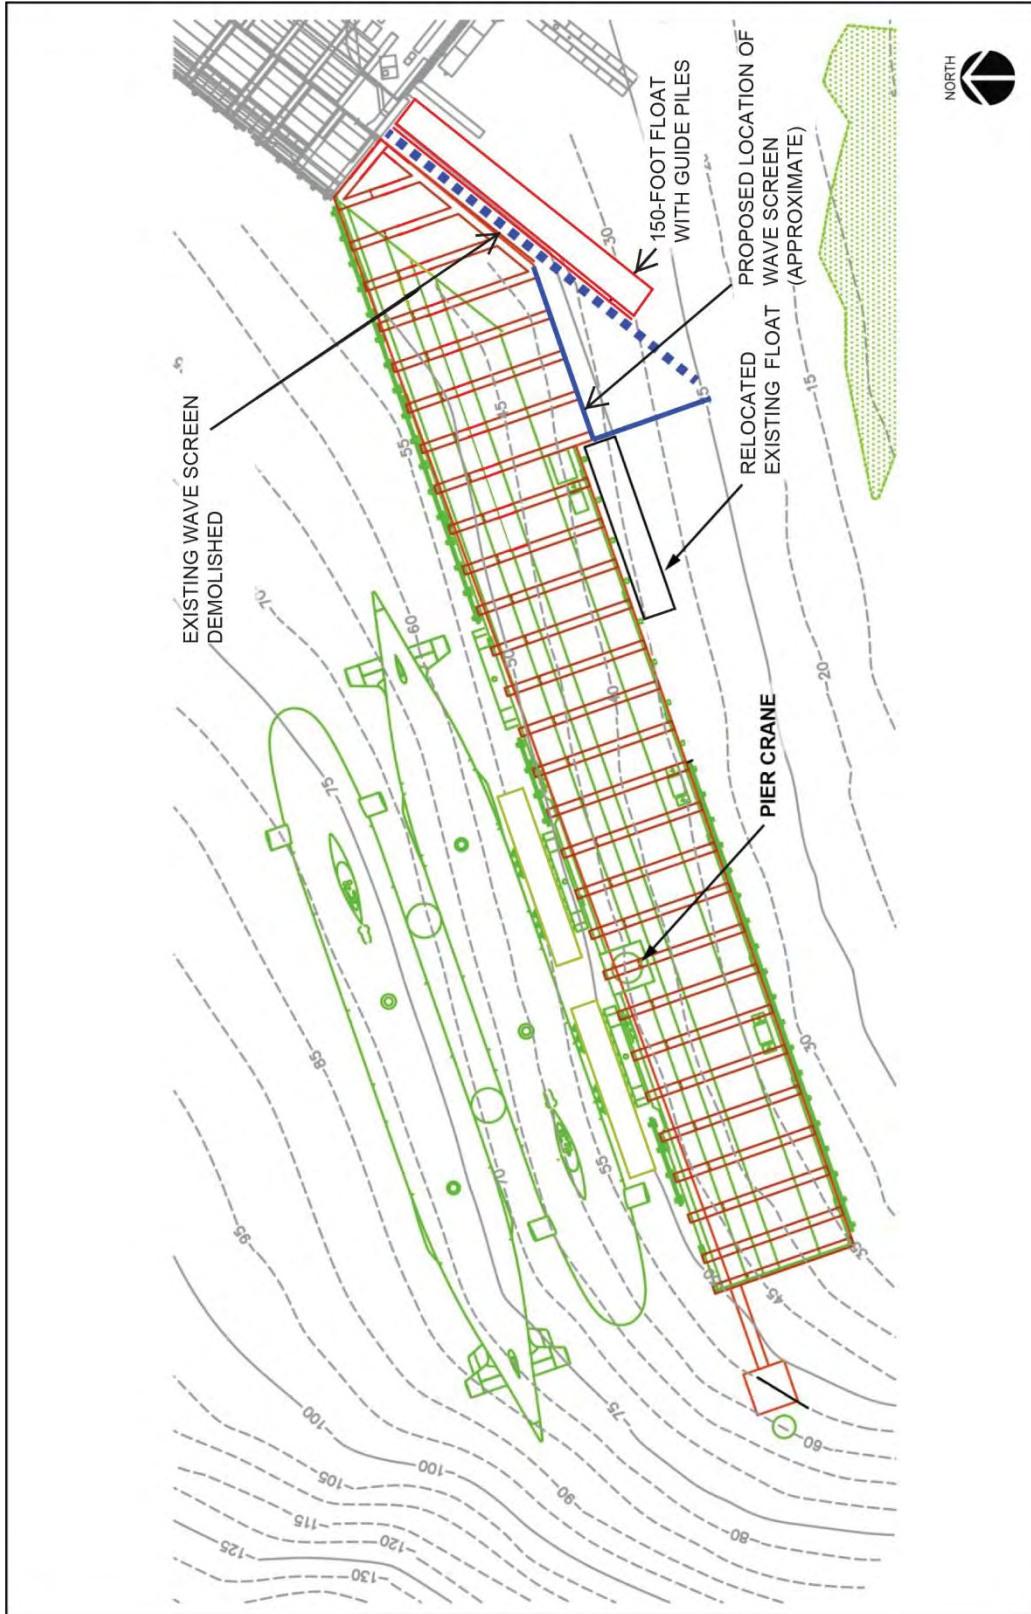 NORTH
EXISTING WAVE SCREEN
DEMOLISHED
150-FOOT FLOAT
WITH GUIDE PILES
PROPOSED LOCATION OF
WAVE SCREEN
(APPROXIMATE)
RELOCATED
EXISTING FLOAT
PIER CRANE
55
45
30
15
70
60
50
40
20
75
85
95
100
105
115
125
120
130
100
90
80
75
70
55
60
45
35
30